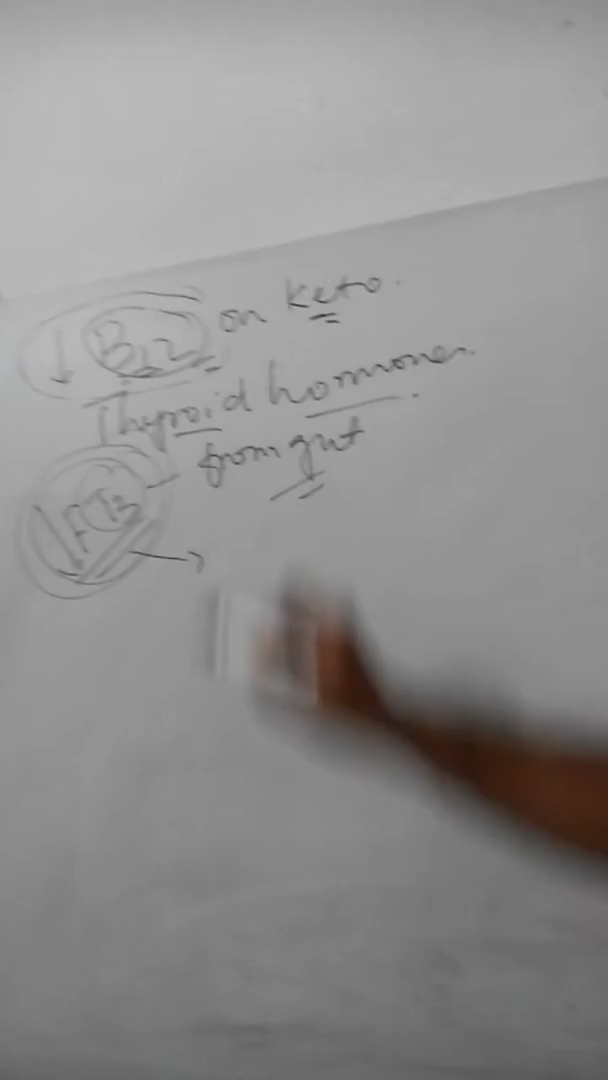 ↓ B12 on keto.
Thyroid hormones.
↓ FT3 - from gut
→